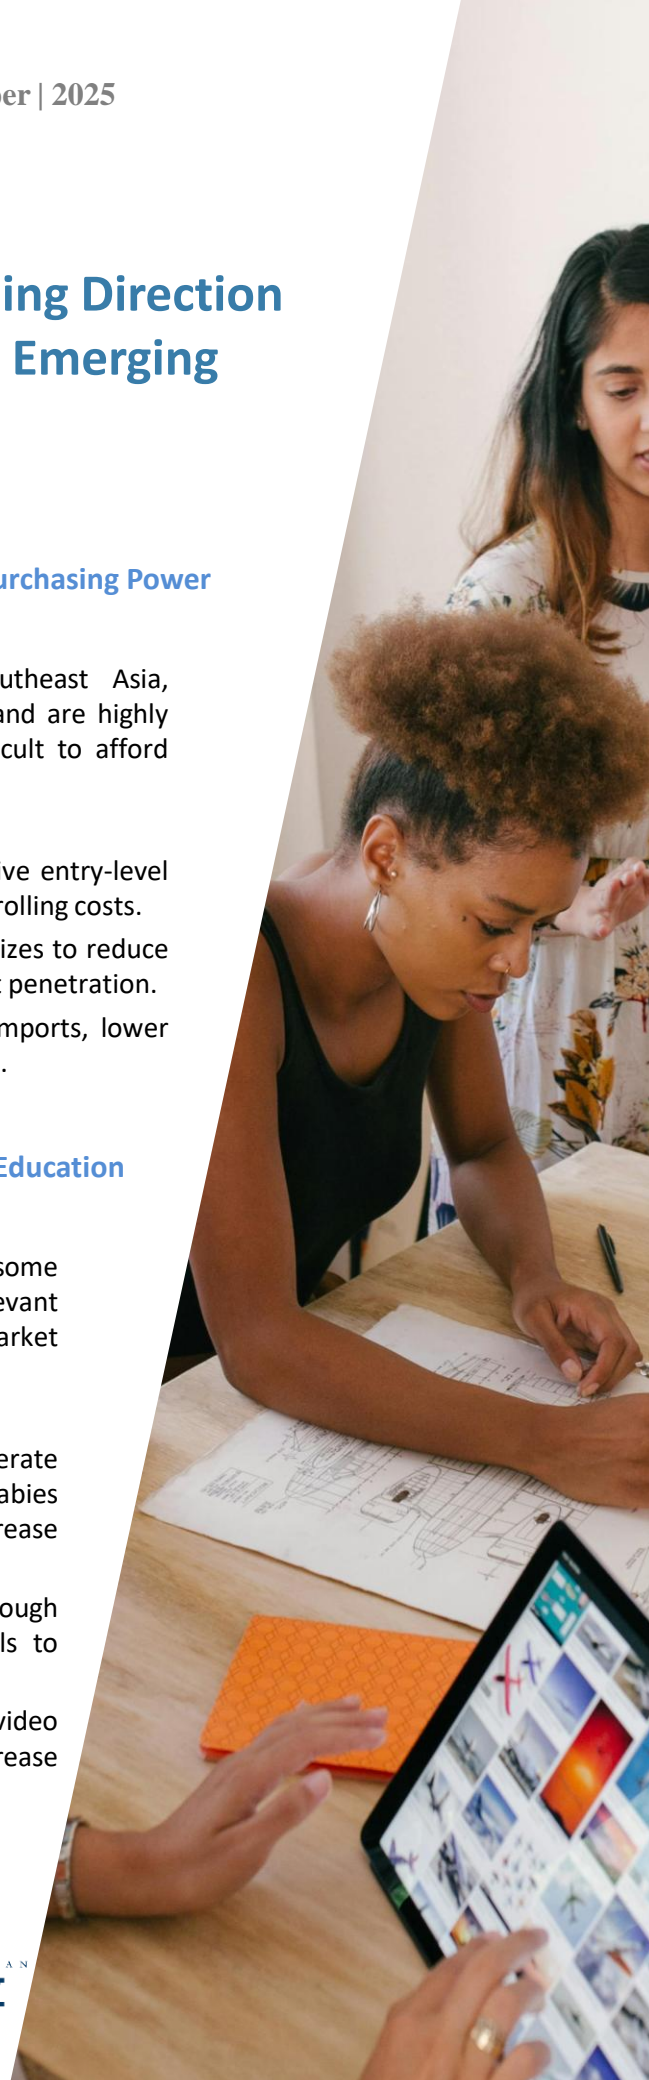 er | 2025
ing Direction
Emerging
urchasing Power
utheast Asia,
and are highly
cult to afford
ive entry-level
rolling costs.
izes to reduce
t penetration.
mports, lower
.
Education
some
evant
arket
erate
abies
rease
ough
ls to
video
rease
A N